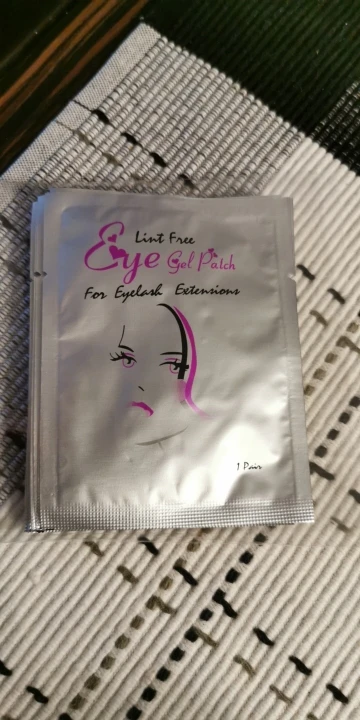 Lint Free
Eye Gel Patch
For Eyelash Extensions
1 Pair